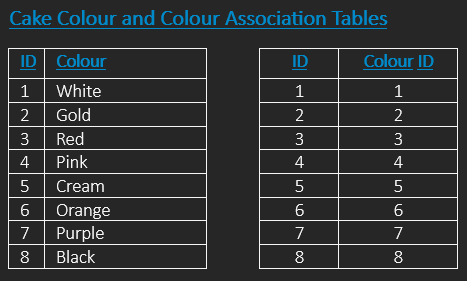 Cake Colour and Colour Association Tables
ID Colour ID Colour ID
1 White 1 1
2 Gold 2 2
3 Red 3 3
4 Pink 4 4
5 Cream 5 5
6 Orange 6 6
7 Purple 7 7
8 Black 8 8